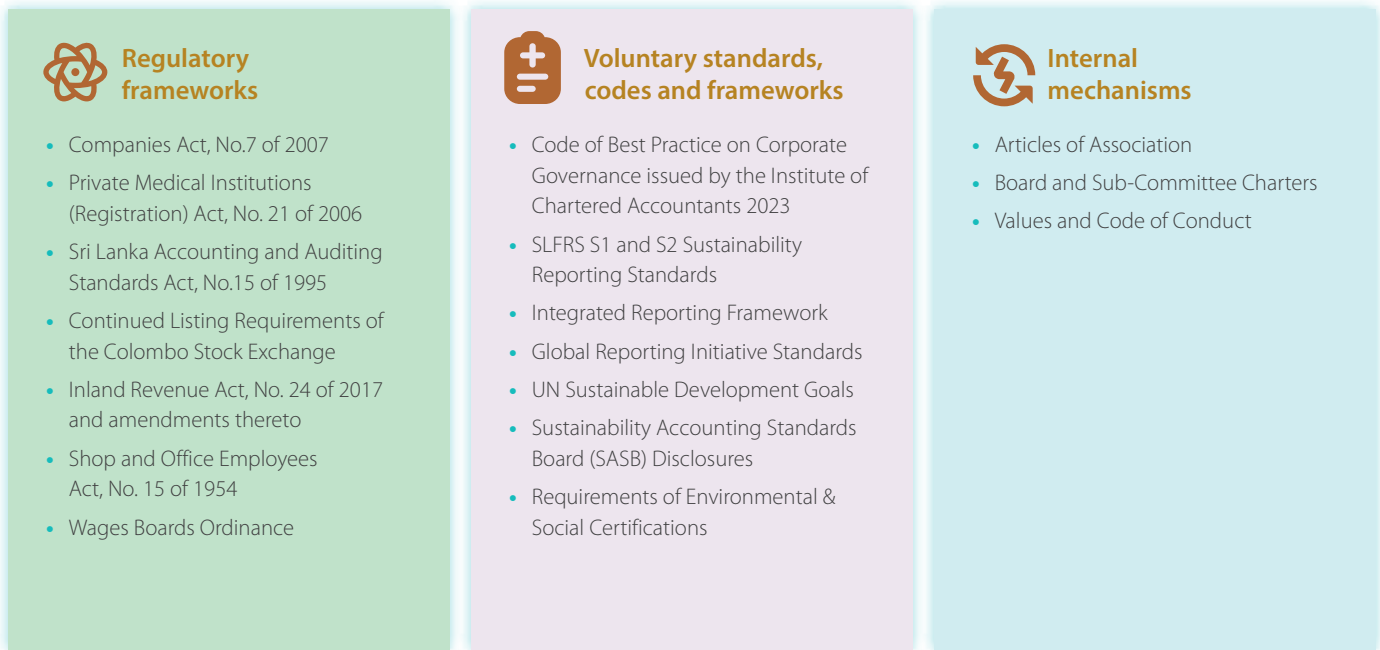 Regulatory
frameworks
• Companies Act, No.7 of 2007
• Private Medical Institutions
(Registration) Act, No. 21 of 2006
• Sri Lanka Accounting and Auditing
Standards Act, No.15 of 1995
• Continued Listing Requirements of
the Colombo Stock Exchange
• Inland Revenue Act, No. 24 of 2017
and amendments thereto
• Shop and Office Employees
Act, No. 15 of 1954
• Wages Boards Ordinance
Voluntary standards,
codes and frameworks
• Code of Best Practice on Corporate
Governance issued by the Institute of
Chartered Accountants 2023
• SLFRS S1 and S2 Sustainability
Reporting Standards
• Integrated Reporting Framework
• Global Reporting Initiative Standards
• UN Sustainable Development Goals
• Sustainability Accounting Standards
Board (SASB) Disclosures
• Requirements of Environmental &
Social Certifications
Internal
mechanisms
• Articles of Association
• Board and Sub-Committee Charters
• Values and Code of Conduct